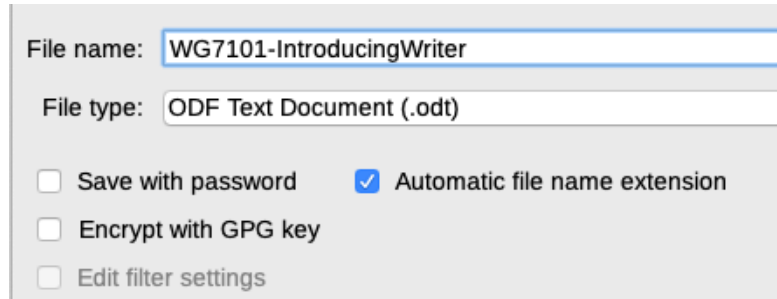 File name: WG7101-IntroducingWriter
File type: ODF Text Document (.odt)
Save with password Automatic file name extension
Encrypt with GPG key
Edit filter settings